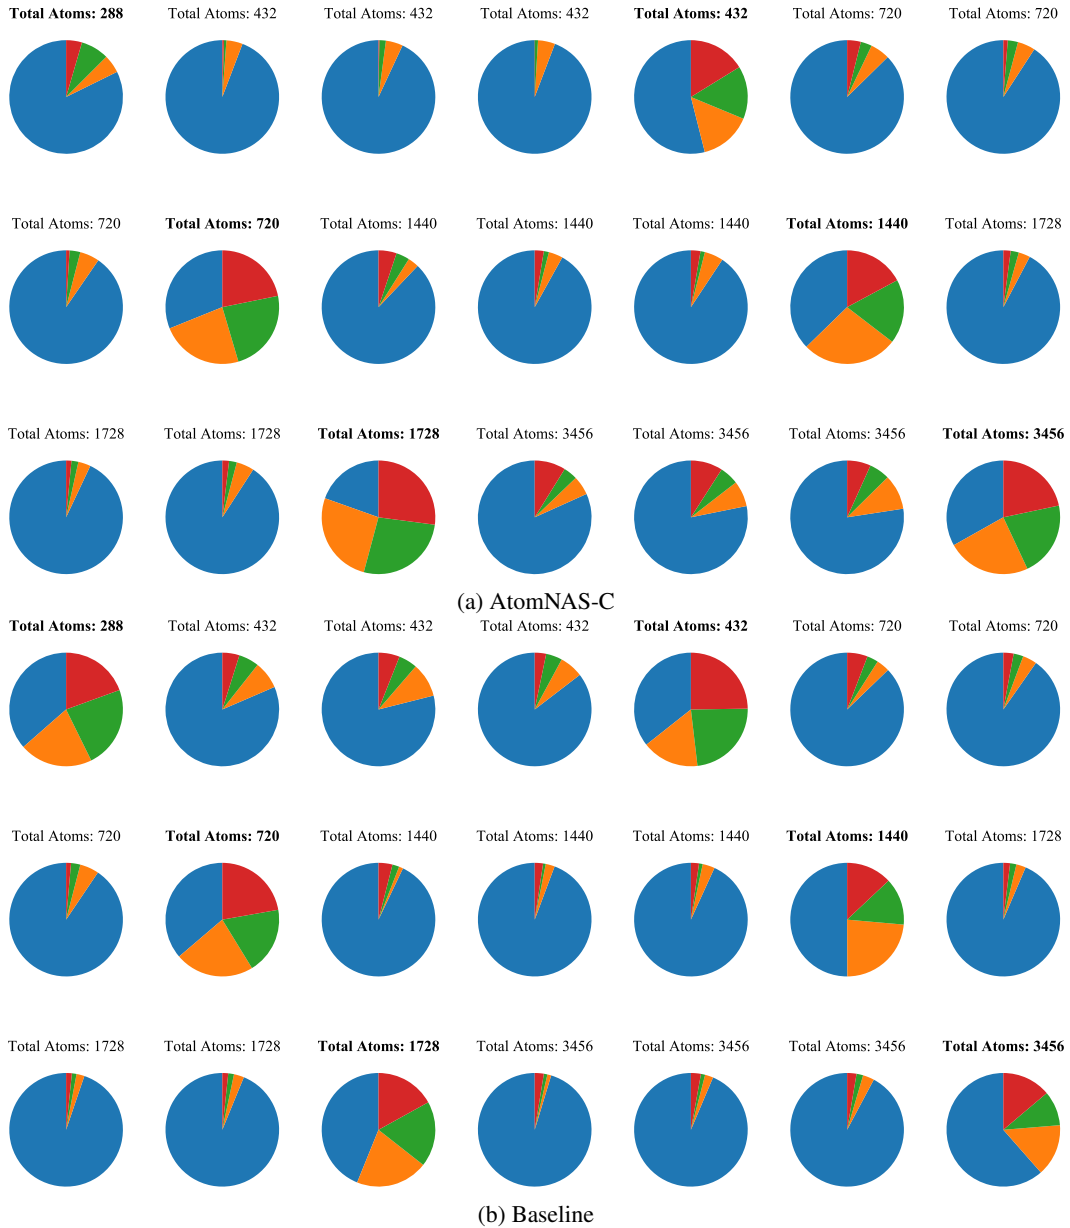 Total Atoms: 288 Total Atoms: 432 Total Atoms: 432 Total Atoms: 432 Total Atoms: 432 Total Atoms: 720 Total Atoms: 720
Total Atoms: 720 Total Atoms: 720 Total Atoms: 1440 Total Atoms: 1440 Total Atoms: 1440 Total Atoms: 1440 Total Atoms: 1728
Total Atoms: 1728 Total Atoms: 1728 Total Atoms: 1728 Total Atoms: 3456 Total Atoms: 3456 Total Atoms: 3456 Total Atoms: 3456
(a) AtomNAS-C
Total Atoms: 288 Total Atoms: 432 Total Atoms: 432 Total Atoms: 432 Total Atoms: 432 Total Atoms: 720 Total Atoms: 720
Total Atoms: 720 Total Atoms: 720 Total Atoms: 1440 Total Atoms: 1440 Total Atoms: 1440 Total Atoms: 1440 Total Atoms: 1728
Total Atoms: 1728 Total Atoms: 1728 Total Atoms: 1728 Total Atoms: 3456 Total Atoms: 3456 Total Atoms: 3456 Total Atoms: 3456
(b) Baseline